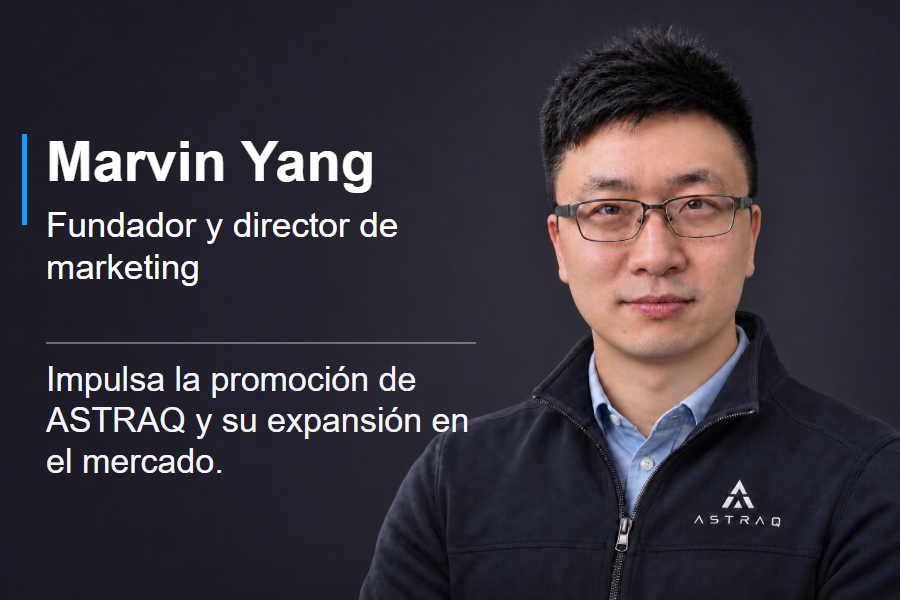 Marvin Yang
Fundador y director de
marketing
Impulsa la promoción de
ASTRAQ y su expansión en
el mercado.
ASTRAQ